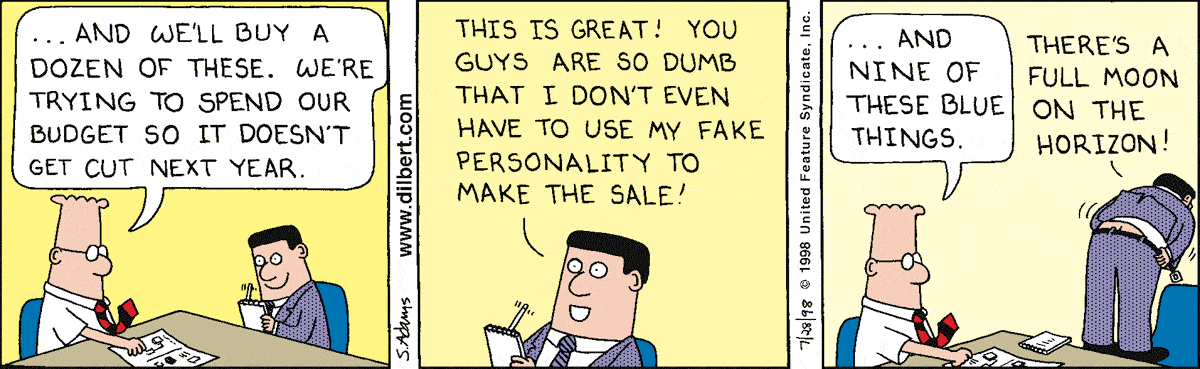 ... AND WE'LL BUY A
DOZEN OF THESE. WE'RE
TRYING TO SPEND OUR
BUDGET SO IT DOESN'T
GET CUT NEXT YEAR.
www.dilbert.com
S.Adams
THIS IS GREAT! YOU
GUYS ARE SO DUMB
THAT I DON'T EVEN
HAVE TO USE MY FAKE
PERSONALITY TO
MAKE THE SALE!
7/28/98 © 1998 United Feature Syndicate, Inc.
... AND
NINE OF
THESE BLUE
THINGS.
THERE'S A
FULL MOON
ON THE
HORIZON!